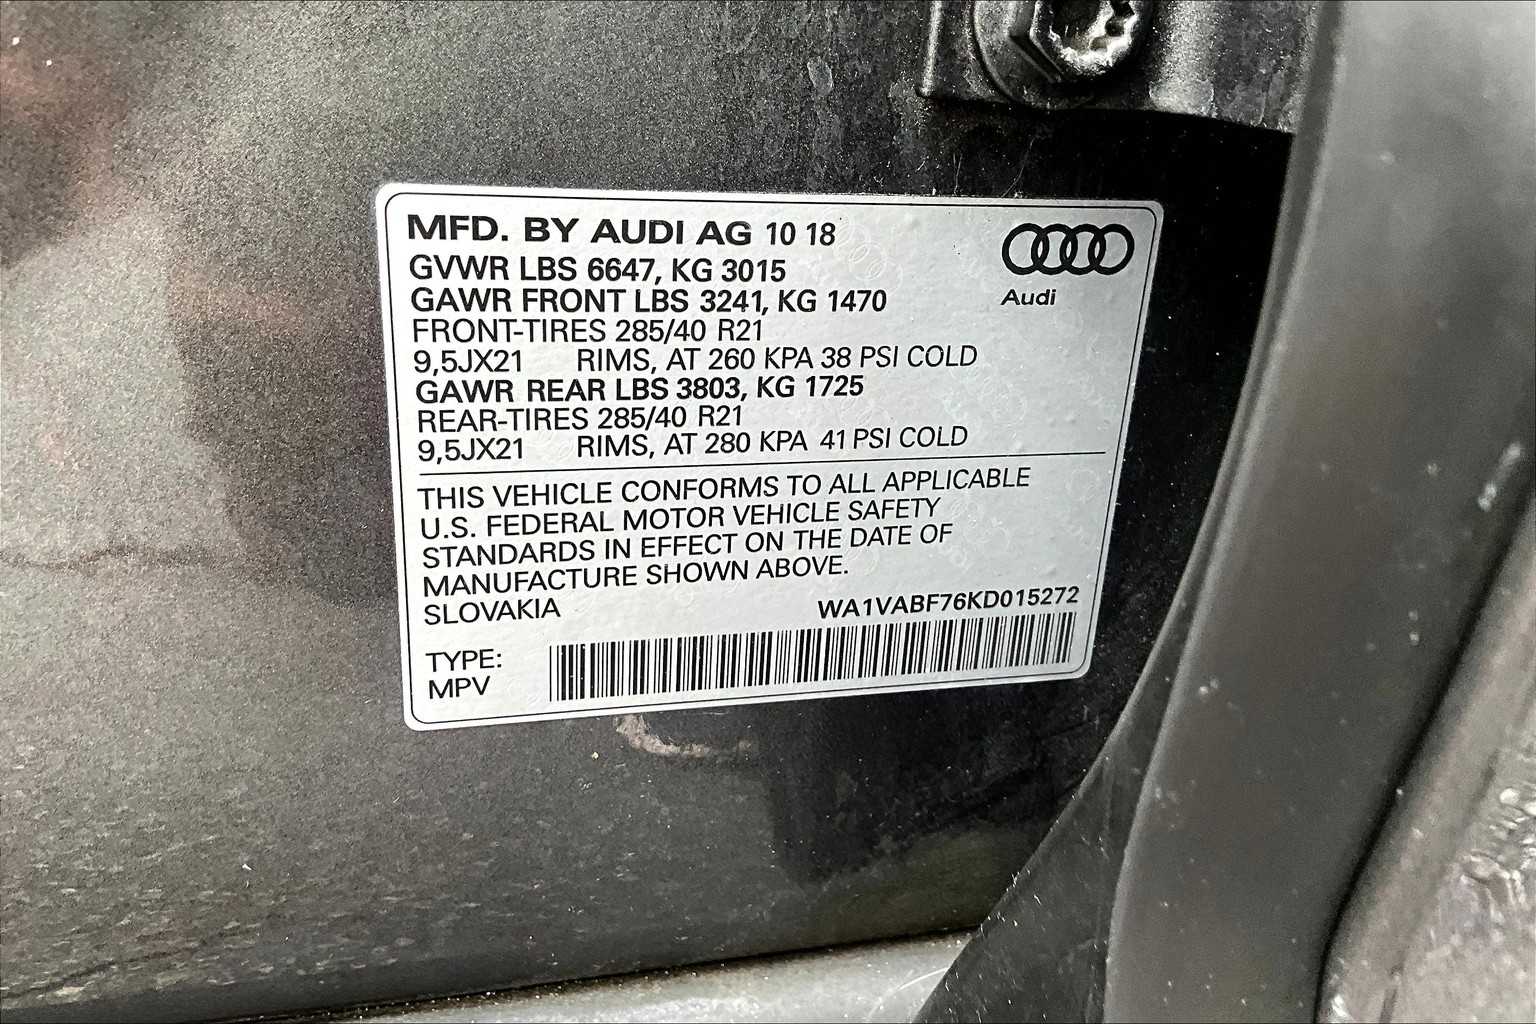 MFD. BY AUDI AG 10 18
GVWR LBS 6647, KG 3015
GAWR FRONT LBS 3241, KG 1470
FRONT-TIRES 285/40 R21
9,5JX21 RIMS, AT 260 KPA 38 PSI COLD
GAWR REAR LBS 3803, KG 1725
REAR-TIRES 285/40 R21
9,5JX21 RIMS, AT 280 KPA 41 PSI COLD
Audi
THIS VEHICLE CONFORMS TO ALL APPLICABLE
U.S. FEDERAL MOTOR VEHICLE SAFETY
STANDARDS IN EFFECT ON THE DATE OF
MANUFACTURE SHOWN ABOVE.
SLOVAKIA WA1VABF76KD015272
TYPE:
MPV